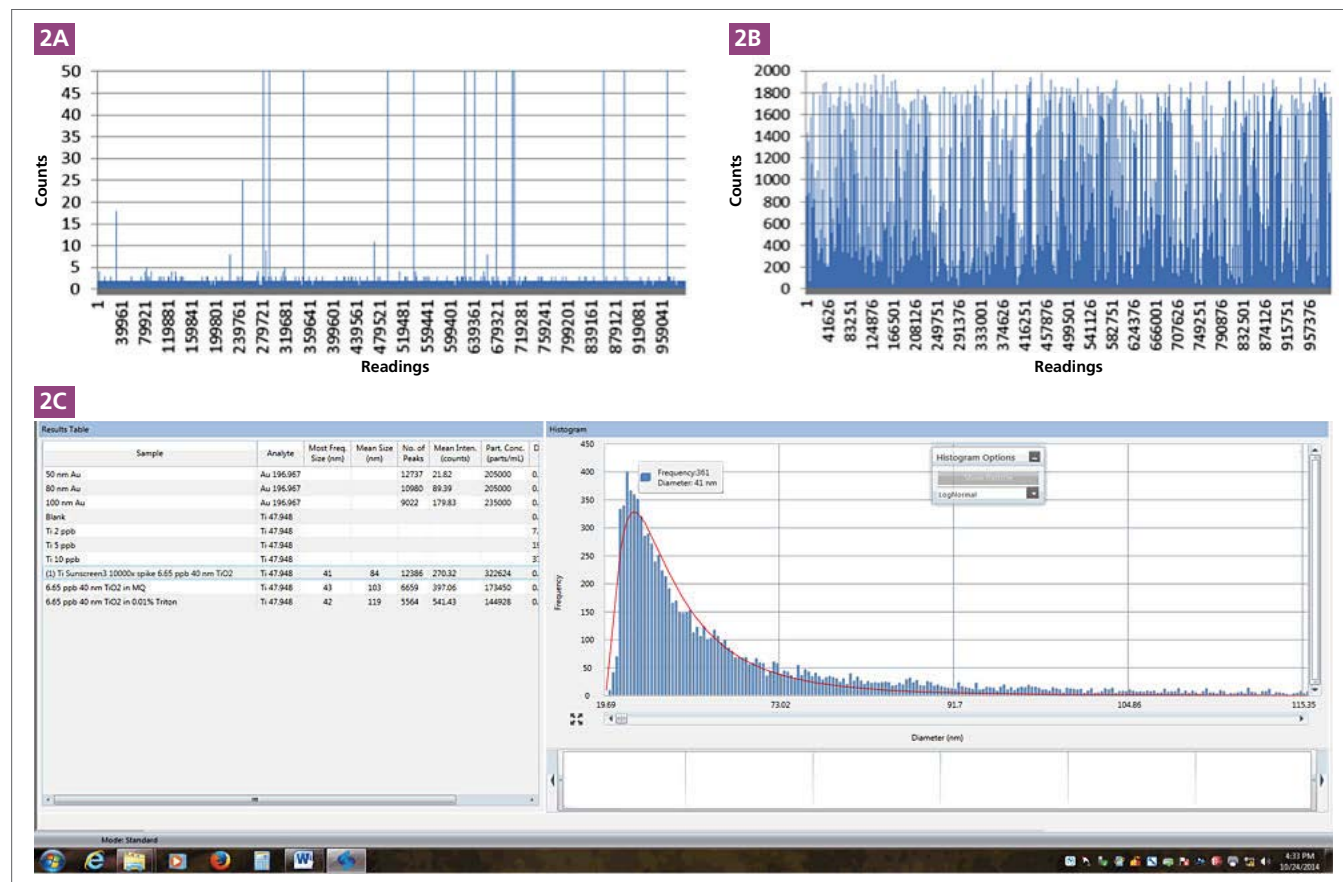 2A
50
45
40
35
30
25
20
15
10
5
0
Counts
1
39961
79921
119881
159841
199801
239761
279721
319681
359641
399601
439561
479521
519481
559441
599401
639361
679321
719281
759241
799201
839161
879121
919081
959041
Readings
2B
2000
1800
1600
1400
1200
1000
800
600
400
200
0
Counts
1
41626
83251
124876
166501
208126
249751
291376
333001
374626
416251
457876
499501
541126
582751
624376
666001
707626
749251
790876
832501
874126
915751
957376
Readings
2C
Results Table
Sample Analyte Most Freq. Size (nm) Mean Size (nm) No. of Peaks Mean Inten. (counts) Part. Conc. (parts/mL) D
50 nm Au Au 196.967 12737 21.82 205000 0.
80 nm Au Au 196.967 10980 89.39 205000 0.
100 nm Au Au 196.967 9022 179.83 235000 0.
Blank Ti 47.948 0.
Ti 2 ppb Ti 47.948 7.
Ti 5 ppb Ti 47.948 19
Ti 10 ppb Ti 47.948 37
(1) Ti Sunscreen3 10000x spike 6.65 ppb 40 nm TiO2 Ti 47.948 41 84 12386 270.32 322624 0.
6.65 ppb 40 nm TiO2 in MQ Ti 47.948 43 103 6659 397.06 173450 0.
6.65 ppb 40 nm TiO2 in 0.01% Triton Ti 47.948 42 119 5564 541.43 144928 0.
Histogram
450
400
350
300
250
200
150
100
50
0
Frequency
Frequency:361
Diameter: 41 nm
Histogram Options
LogNormal
19.69 73.02 91.7 104.86 115.35
Diameter (nm)
Mode: Standard
4:33 PM
10/24/2014